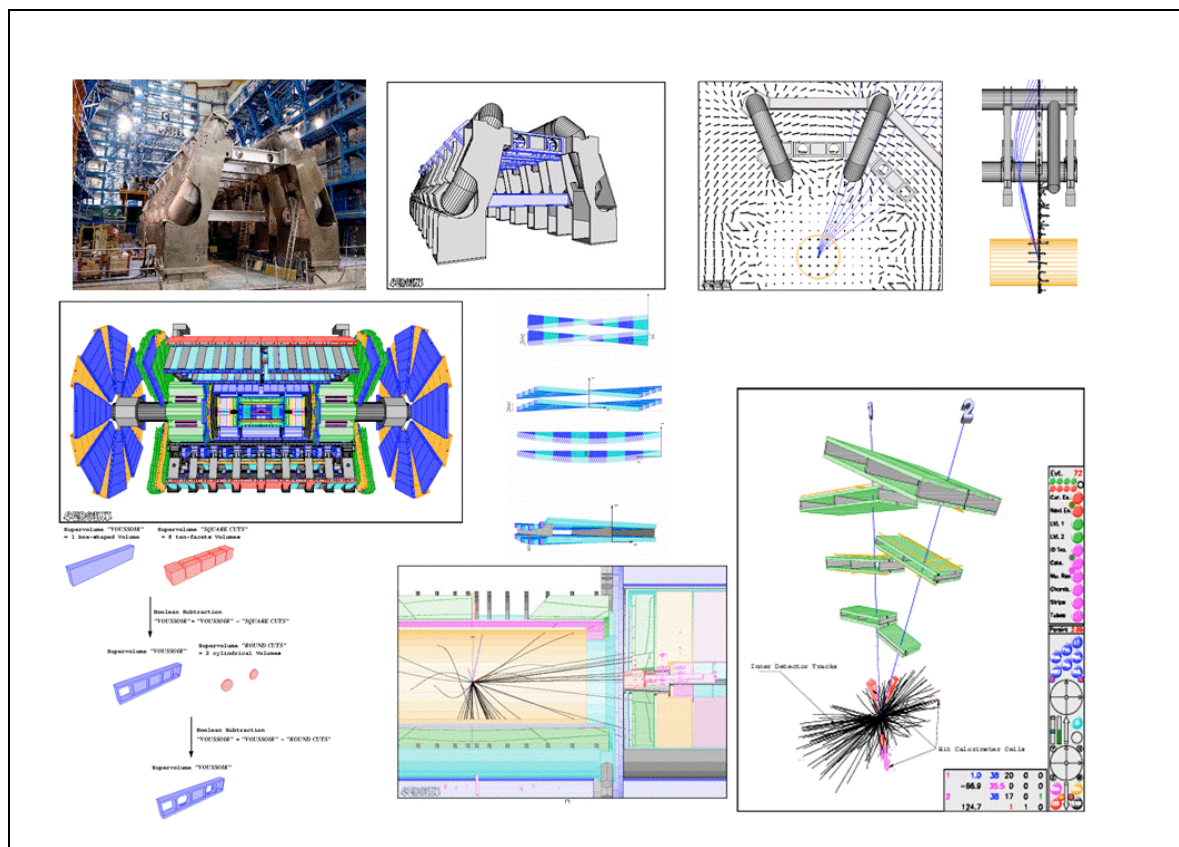 Supervolume "VOUSSOIR"
= 1 box-shaped Volume
Supervolume "SQUARE CUTS"
= 8 ten-facets Volumes
Boolean Subtraction
"VOUSSOIR"= "VOUSSOIR" - "SQUARE CUTS"
Supervolume "VOUSSOIR"
Supervolume "ROUND CUTS"
= 2 cylindrical Volumes
Boolean Subtraction
"VOUSSOIR" = "VOUSSOIR" - "ROUND CUTS"
Supervolume "VOUSSOIR"
1
2
Inner Detector Tracks
Hit Calorimeter Cells
Evt. 72
Cur. Ev.
Next Ev.
LVL 1
LVL 2
ID Tra.
Calo.
Mu. Rec
Chamb.
Strips
Tubes
1 1.0 38 20 0 0
-66.9 35.5 0 0 0
2 38 17 0 1
124.7 1 1 0